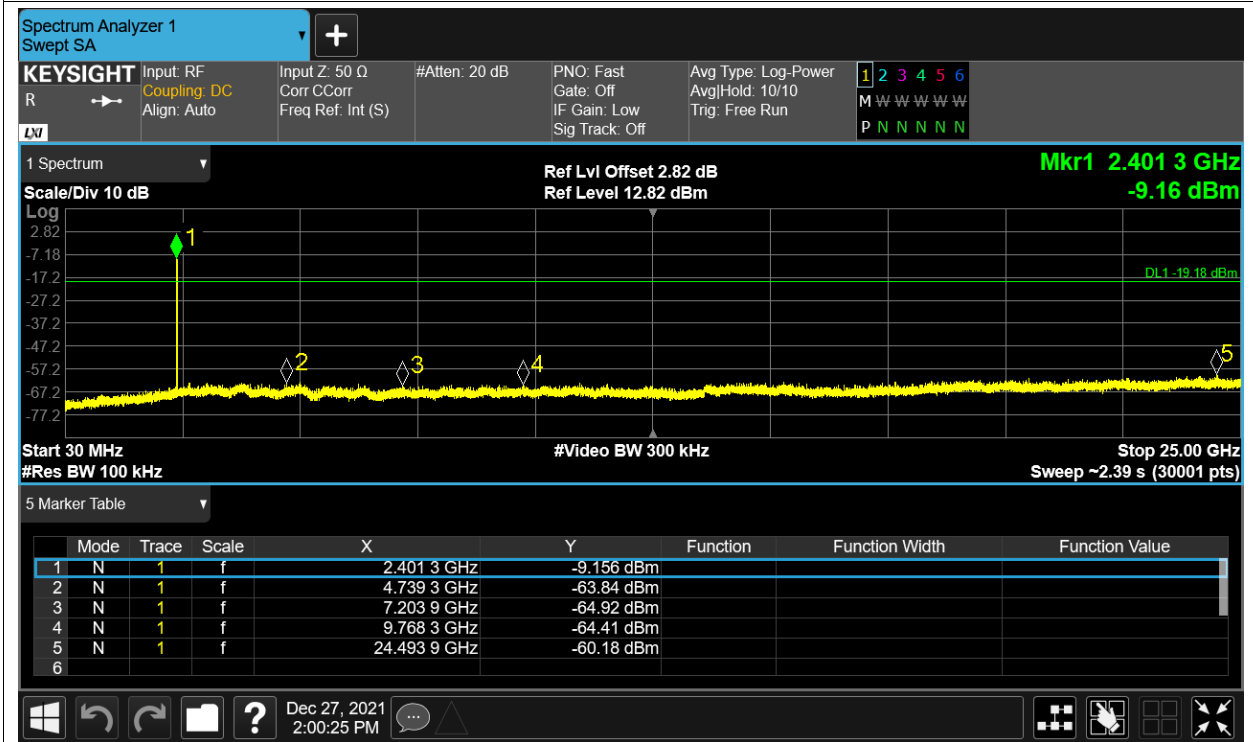 Spectrum Analyzer 1
Swept SA
KEYSIGHT
R
LXI
Input: RF
Coupling: DC
Align: Auto
Input Z: 50 Ω
Corr CCorr
Freq Ref: Int (S)
#Atten: 20 dB
PNO: Fast
Gate: Off
IF Gain: Low
Sig Track: Off
Avg Type: Log-Power
Avg|Hold: 10/10
Trig: Free Run
1 2 3 4 5 6
M W W W W W
P N N N N N
1 Spectrum
Scale/Div 10 dB
Ref Lvl Offset 2.82 dB
Ref Level 12.82 dBm
Mkr1 2.401 3 GHz
-9.16 dBm
Log
2.82
-7.18
-17.2
-27.2
-37.2
-47.2
-57.2
-67.2
-77.2
1
2
3
4
5
DL1 -19.18 dBm
Start 30 MHz
#Res BW 100 kHz
#Video BW 300 kHz
Stop 25.00 GHz
Sweep ~2.39 s (30001 pts)
5 Marker Table
Mode Trace Scale X Y Function Function Width Function Value
1 N 1 f 2.401 3 GHz -9.156 dBm
2 N 1 f 4.739 3 GHz -63.84 dBm
3 N 1 f 7.203 9 GHz -64.92 dBm
4 N 1 f 9.768 3 GHz -64.41 dBm
5 N 1 f 24.493 9 GHz -60.18 dBm
6
?
Dec 27, 2021
2:00:25 PM